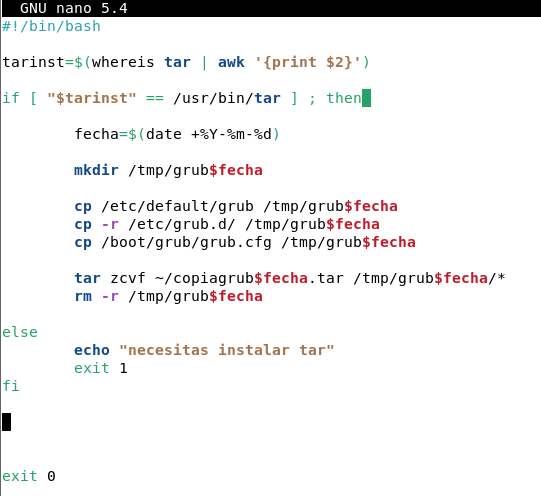 GNU nano 5.4
#!/bin/bash
tarinst=$(whereis tar | awk '{print $2}')
if [ "$tarinst" == /usr/bin/tar ] ; then
fecha=$(date +%Y-%m-%d)
mkdir /tmp/grub$fecha
cp /etc/default/grub /tmp/grub$fecha
cp -r /etc/grub.d/ /tmp/grub$fecha
cp /boot/grub/grub.cfg /tmp/grub$fecha
tar zcvf ~/copiagrub$fecha.tar /tmp/grub$fecha/*
rm -r /tmp/grub$fecha
else
echo "necesitas instalar tar"
exit 1
fi
exit 0